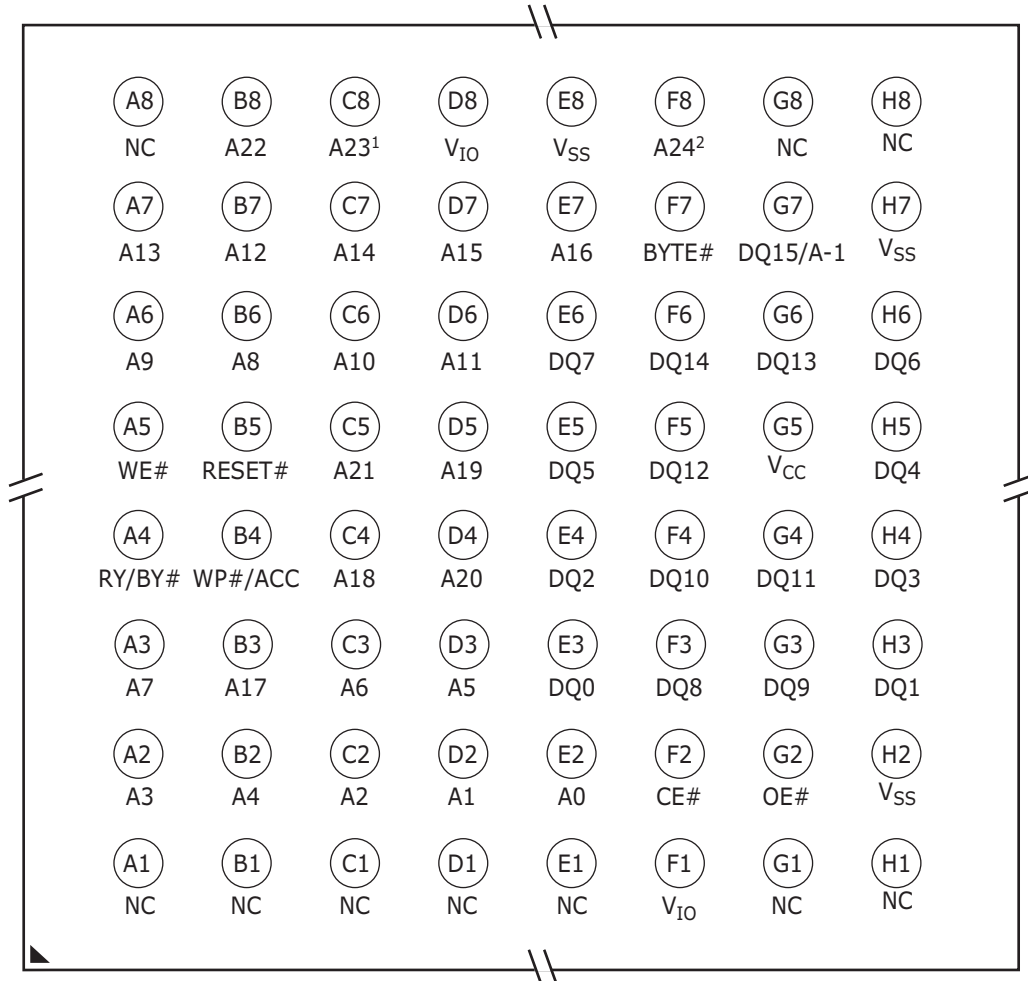 A8 B8 C8 D8 E8 F8 G8 H8
NC A22 A23¹ V_IO V_SS A24² NC NC
A7 B7 C7 D7 E7 F7 G7 H7
A13 A12 A14 A15 A16 BYTE# DQ15/A-1 V_SS
A6 B6 C6 D6 E6 F6 G6 H6
A9 A8 A10 A11 DQ7 DQ14 DQ13 DQ6
A5 B5 C5 D5 E5 F5 G5 H5
WE# RESET# A21 A19 DQ5 DQ12 V_CC DQ4
A4 B4 C4 D4 E4 F4 G4 H4
RY/BY# WP#/ACC A18 A20 DQ2 DQ10 DQ11 DQ3
A3 B3 C3 D3 E3 F3 G3 H3
A7 A17 A6 A5 DQ0 DQ8 DQ9 DQ1
A2 B2 C2 D2 E2 F2 G2 H2
A3 A4 A2 A1 A0 CE# OE# V_SS
A1 B1 C1 D1 E1 F1 G1 H1
NC NC NC NC NC V_IO NC NC